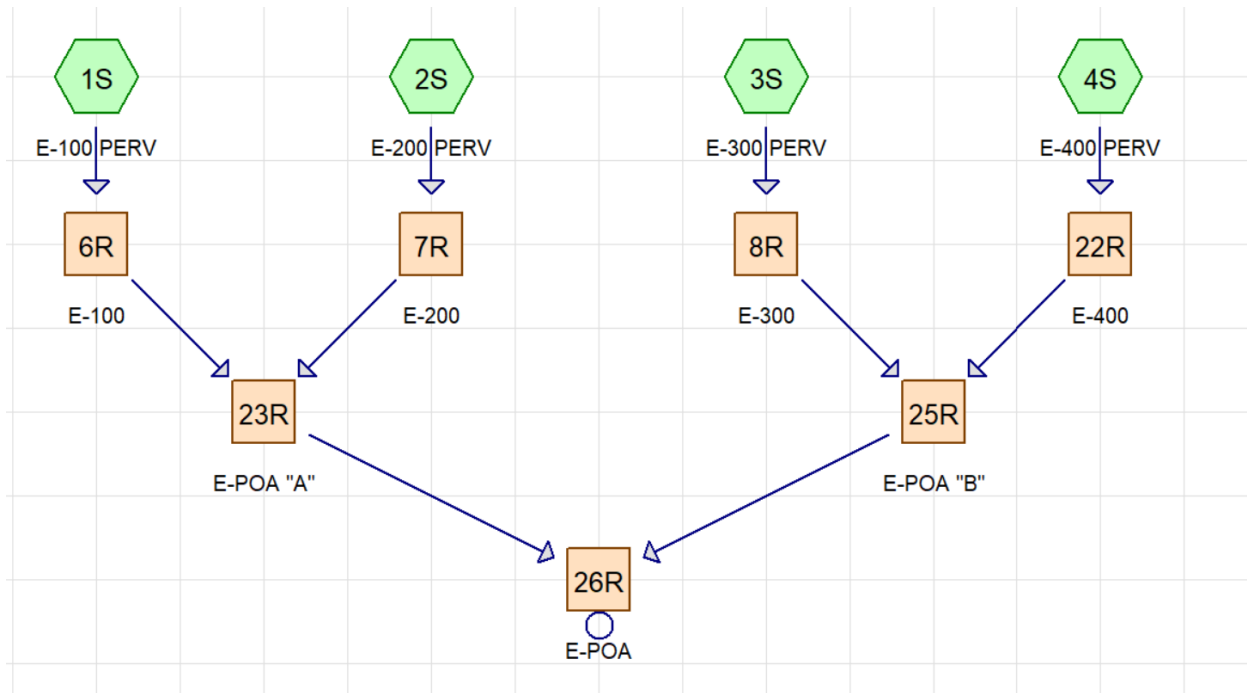 1S
2S
3S
4S
E-100 PERV
E-200 PERV
E-300 PERV
E-400 PERV
6R
7R
8R
22R
E-100
E-200
E-300
E-400
23R
25R
E-POA "A"
E-POA "B"
26R
E-POA